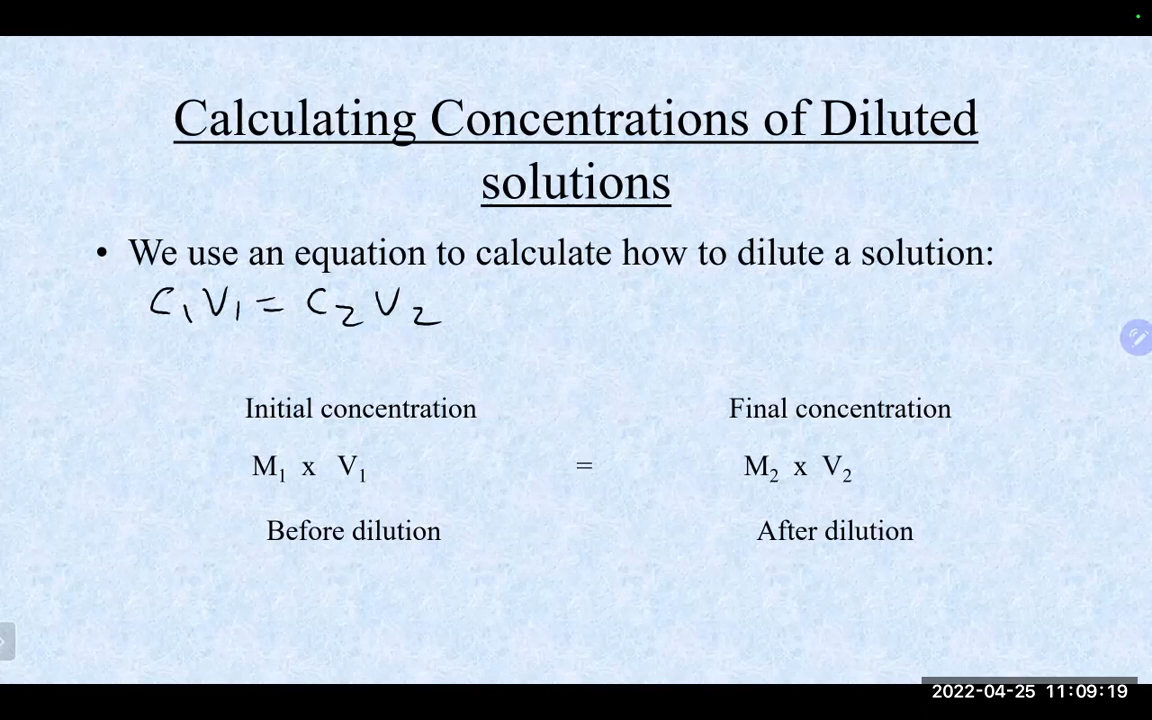 Calculating Concentrations of Diluted
solutions
• We use an equation to calculate how to dilute a solution:
C₁V₁ = C₂V₂
Initial concentration Final concentration
M₁ x V₁ = M₂ x V₂
Before dilution After dilution
2022-04-25 11:09:19